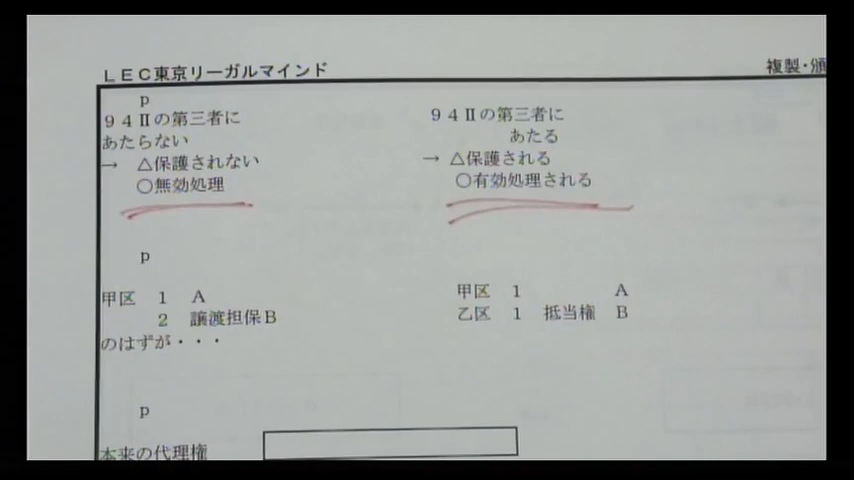 LEC東京リーガルマインド
複製・頒
p
94Ⅱの第三者に
あたらない
→ △保護されない
○無効処理
94Ⅱの第三者に
あたる
→ △保護される
○有効処理される
p
甲区 1 A
2 譲渡担保B
のはずが・・・
甲区 1 A
乙区 1 抵当権 B
p
本来の代理権